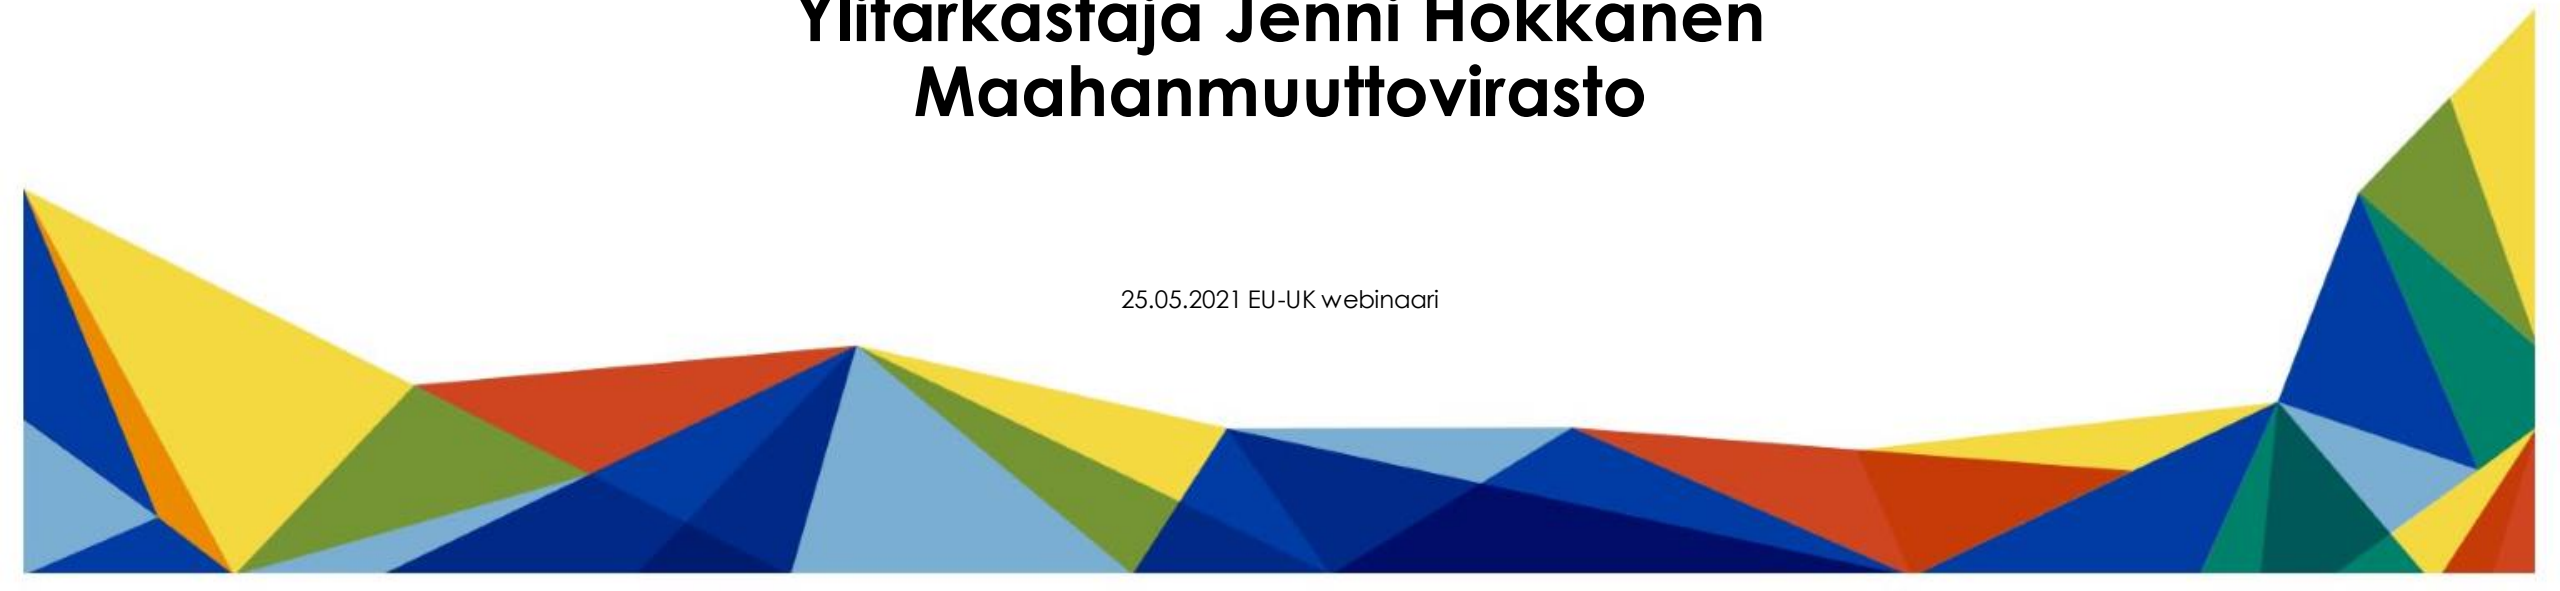 Ylitarkastaja Jenni Hokkanen
Maahanmuuttovirasto
25.05.2021 EU-UK webinaari